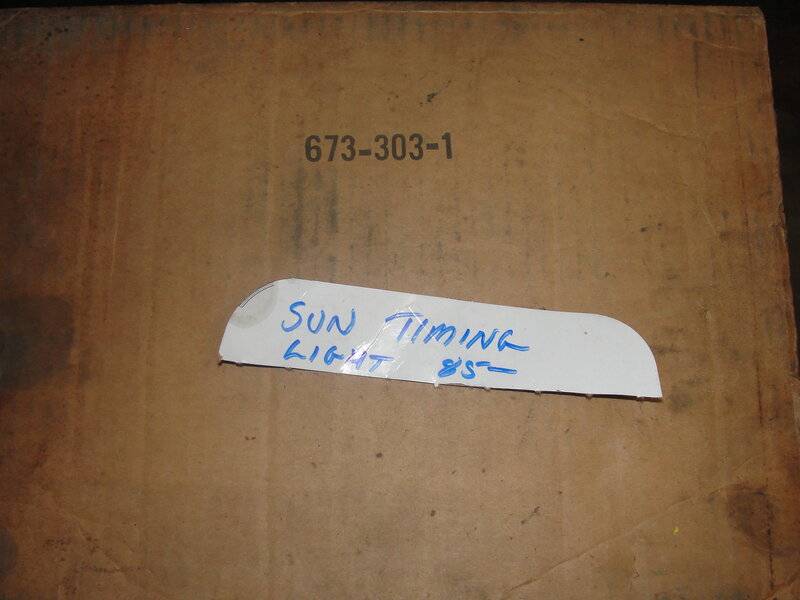 673-303-1
SUN TIMING
LIGHT 85—